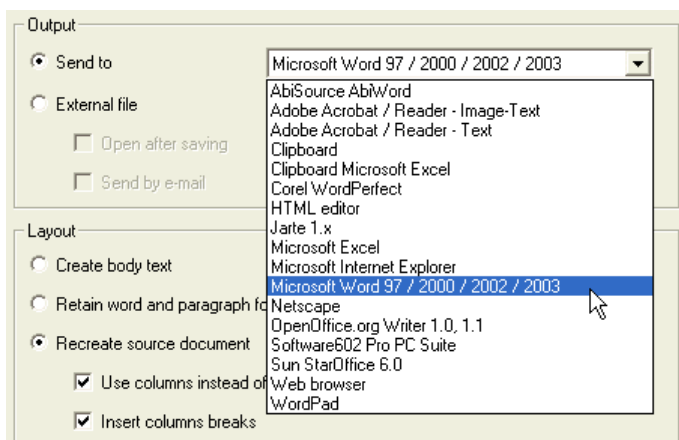 Output
Send to
Microsoft Word 97 / 2000 / 2002 / 2003
External file
Open after saving
Send by e-mail
AbiSource AbiWord
Adobe Acrobat / Reader - Image-Text
Adobe Acrobat / Reader - Text
Clipboard
Clipboard Microsoft Excel
Corel WordPerfect
HTML editor
Jarte 1.x
Microsoft Excel
Microsoft Internet Explorer
Microsoft Word 97 / 2000 / 2002 / 2003
Netscape
OpenOffice.org Writer 1.0, 1.1
Software602 Pro PC Suite
Sun StarOffice 6.0
Web browser
WordPad
Layout
Create body text
Retain word and paragraph fo
Recreate source document
Use columns instead of
Insert columns breaks